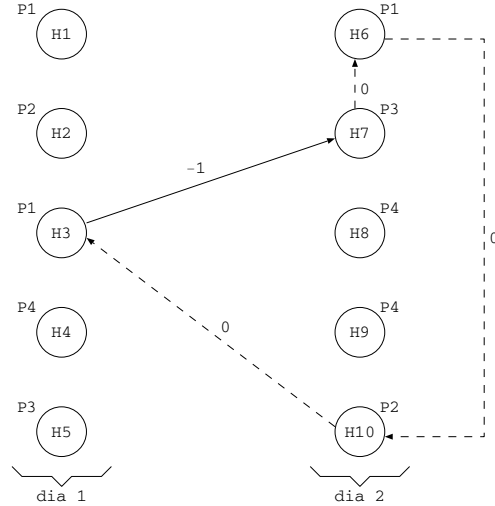 P1 P1
H1 H6
0
P2 P3
H2 H7
-1
P1 P4
H3 H8
0
0
P4 P4
H4 H9
P3 P2
H5 H10
dia 1 dia 2